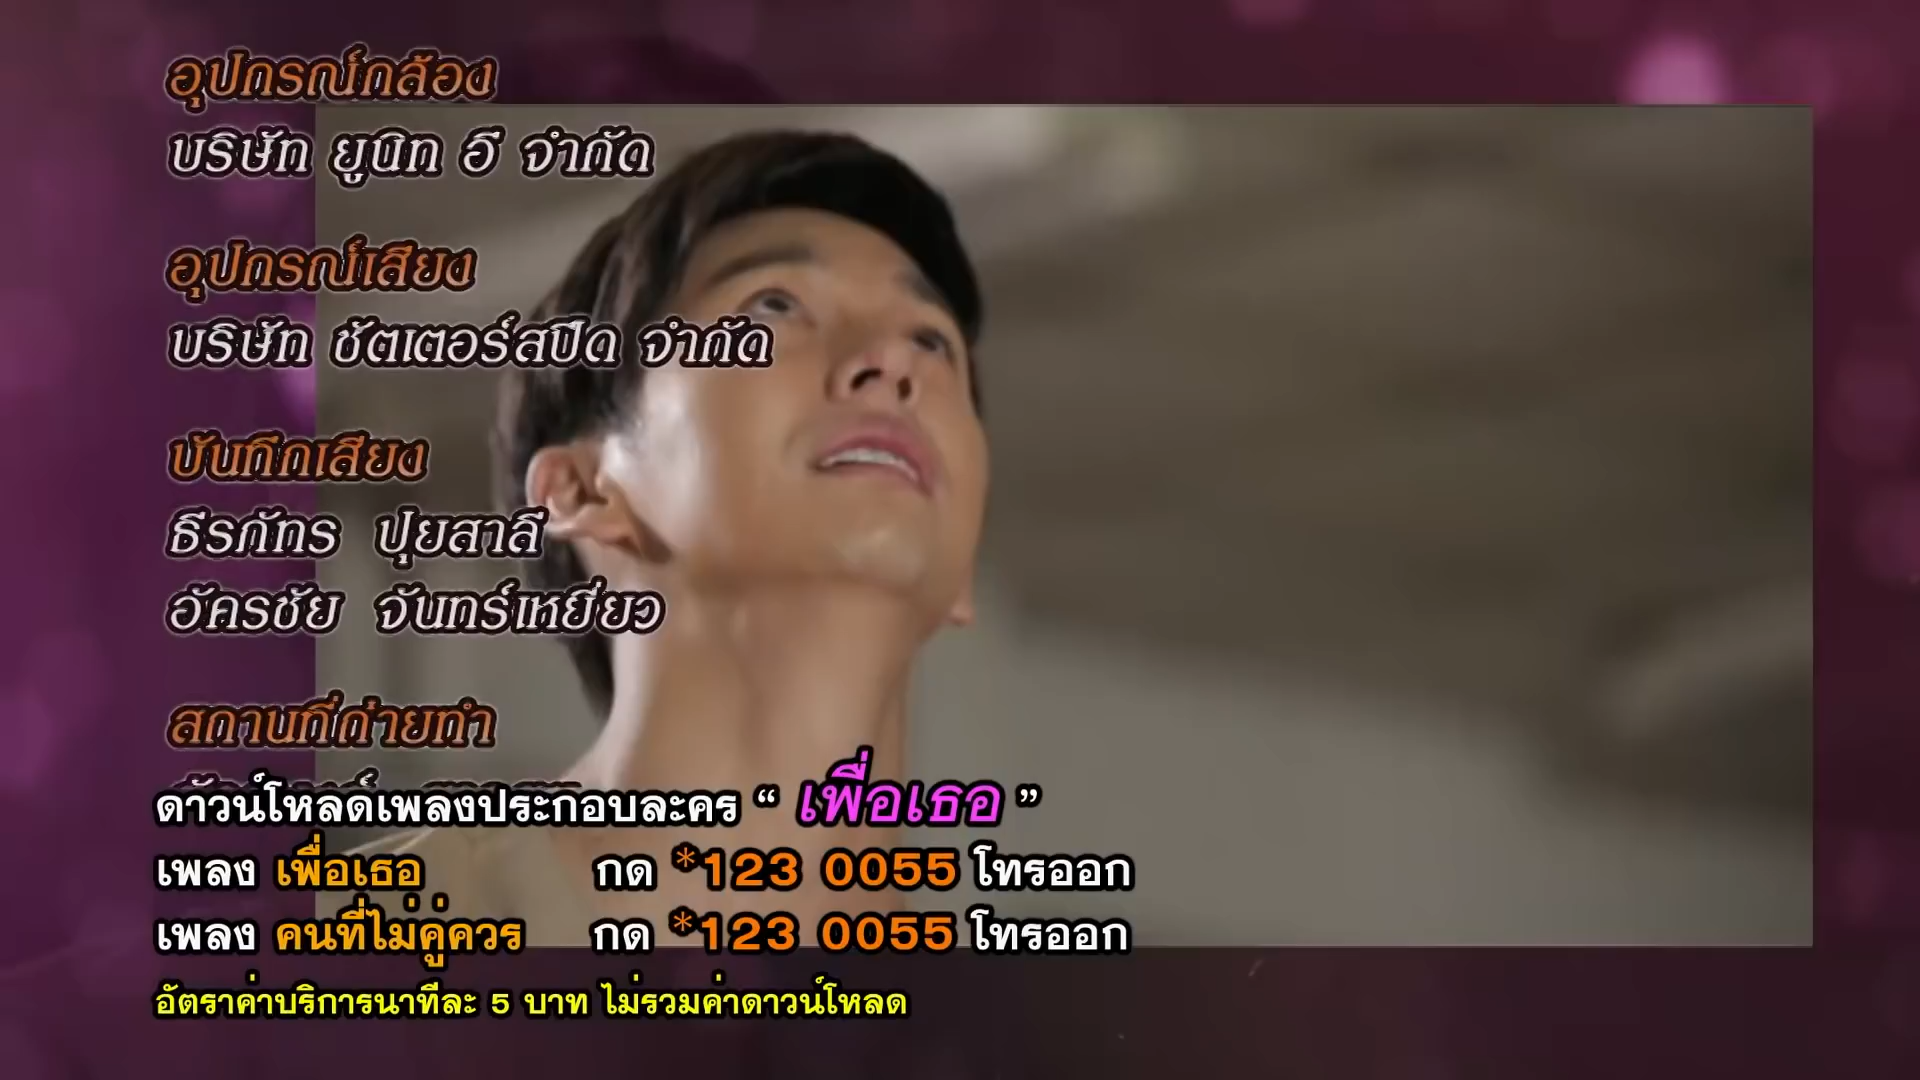 อุปกรณ์กล้อง
บริษัท ยูนิท อี จำกัด
อุปกรณ์เสียง
บริษัท ชัตเตอร์สปีด จำกัด
บันทึกเสียง
ธีรภัทร ปุยสาลี
อัครชัย จันทร์เหยี่ยว
สถานที่ถ่ายทำ
ดาวน์โหลดเพลงประกอบละคร “ เพื่อเธอ ”
เพลง เพื่อเธอ กด *123 0055 โทรออก
เพลง คนที่ไม่คู่ควร กด *123 0055 โทรออก
อัตราค่าบริการนาทีละ 5 บาท ไม่รวมค่าดาวน์โหลด